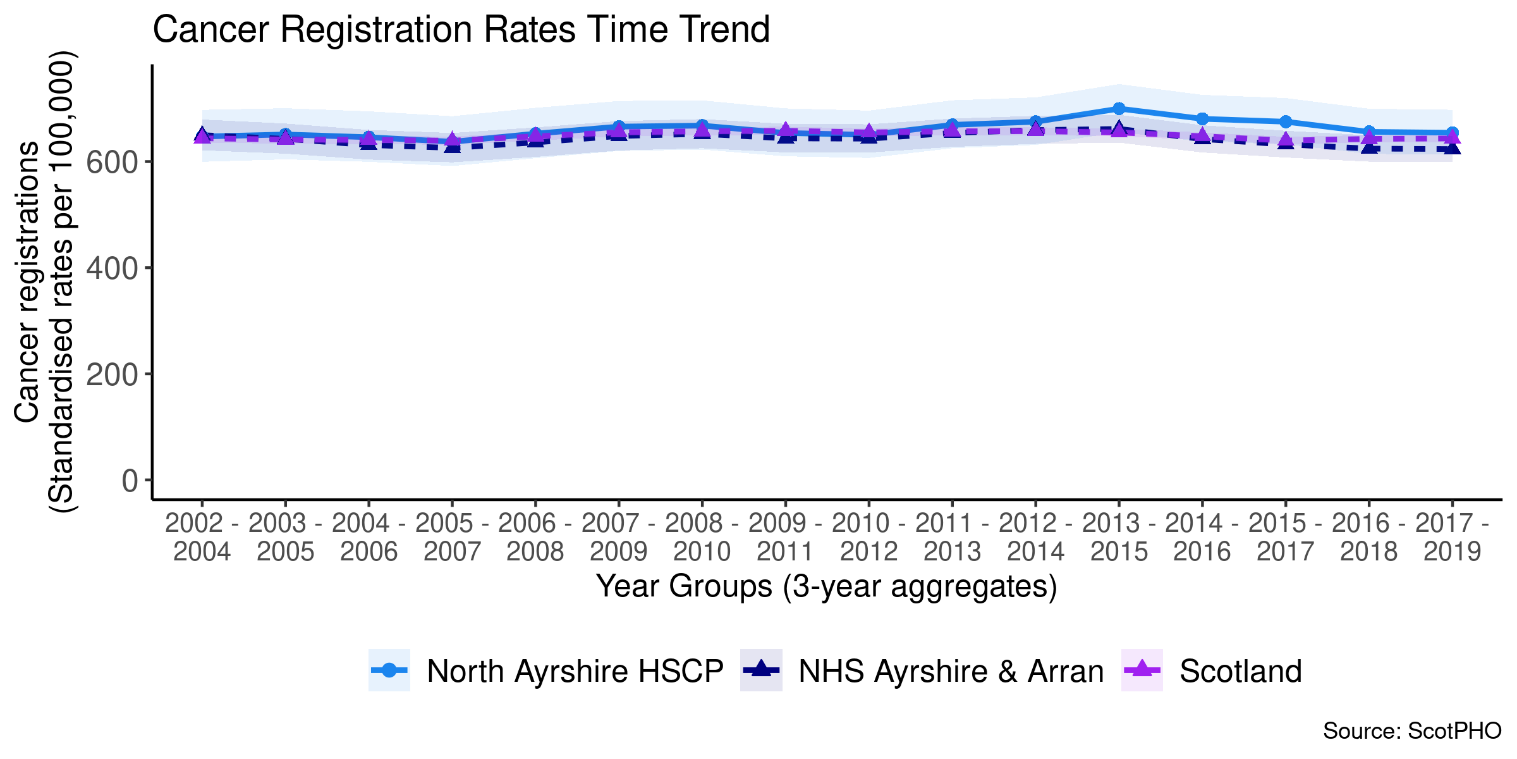 Cancer Registration Rates Time Trend
Cancer registrations
(Standardised rates per 100,000)
600
400
200
0
2002 - 2003 - 2004 - 2005 - 2006 - 2007 - 2008 - 2009 - 2010 - 2011 - 2012 - 2013 - 2014 - 2015 - 2016 - 2017 -
2004 2005 2006 2007 2008 2009 2010 2011 2012 2013 2014 2015 2016 2017 2018 2019
Year Groups (3-year aggregates)
North Ayrshire HSCP NHS Ayrshire & Arran Scotland
Source: ScotPHO